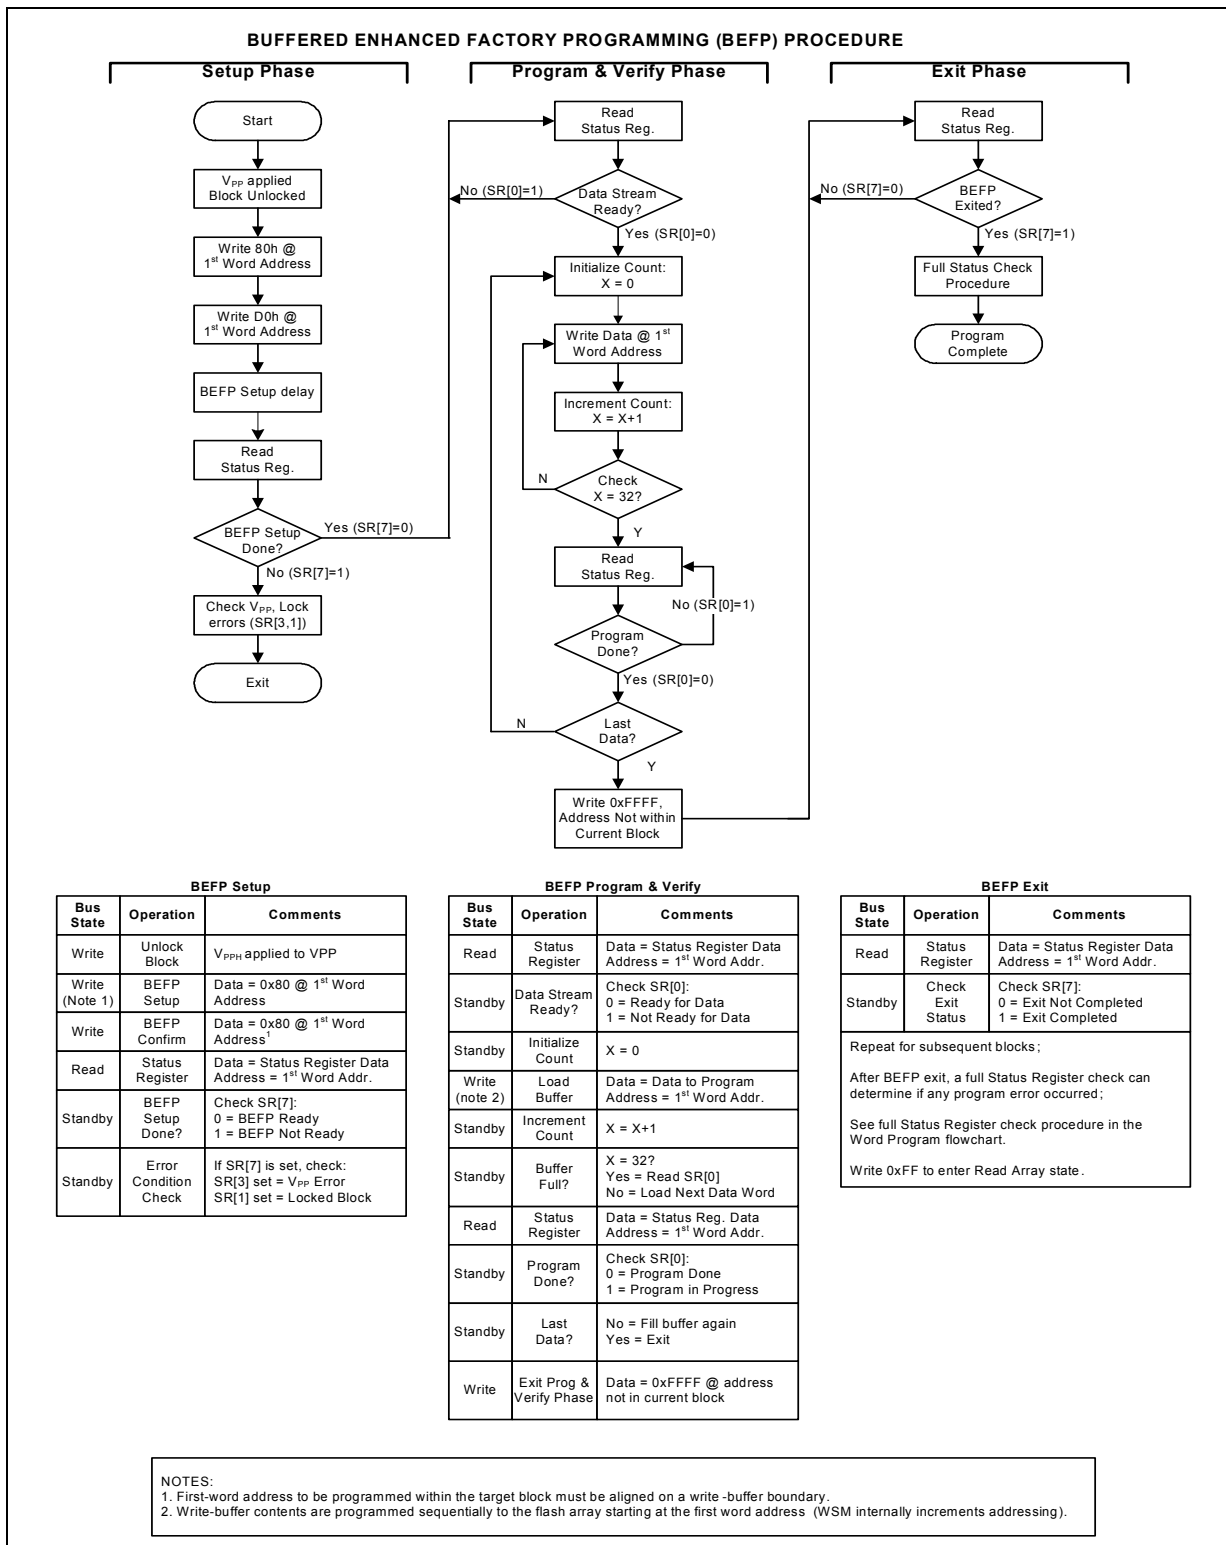 BUFFERED ENHANCED FACTORY PROGRAMMING (BEFP) PROCEDURE
Setup Phase
Start
VPP applied
Block Unlocked
Write 80h @
1st Word Address
Write D0h @
1st Word Address
BEFP Setup delay
Read
Status Reg.
BEFP Setup
Done?
Yes (SR[7]=0)
No (SR[7]=1)
Check VPP, Lock
errors (SR[3,1])
Exit
Program & Verify Phase
Read
Status Reg.
No (SR[0]=1)
Data Stream
Ready?
Yes (SR[0]=0)
Initialize Count:
X = 0
Write Data @ 1st
Word Address
Increment Count:
X = X+1
N
Check
X = 32?
Y
Read
Status Reg.
No (SR[0]=1)
Program
Done?
Yes (SR[0]=0)
N
Last
Data?
Y
Write 0xFFFF,
Address Not within
Current Block
Exit Phase
Read
Status Reg.
No (SR[7]=0)
BEFP
Exited?
Yes (SR[7]=1)
Full Status Check
Procedure
Program
Complete
BEFP Setup
Bus
State
Operation
Comments
Write
Unlock
Block
VPPH applied to VPP
Write
(Note 1)
BEFP
Setup
Data = 0x80 @ 1st Word
Address
Write
BEFP
Confirm
Data = 0x80 @ 1st Word
Address1
Read
Status
Register
Data = Status Register Data
Address = 1st Word Addr.
Standby
BEFP
Setup
Done?
Check SR[7]:
0 = BEFP Ready
1 = BEFP Not Ready
Standby
Error
Condition
Check
If SR[7] is set, check:
SR[3] set = VPP Error
SR[1] set = Locked Block
BEFP Program & Verify
Bus
State
Operation
Comments
Read
Status
Register
Data = Status Register Data
Address = 1st Word Addr.
Standby
Data Stream
Ready?
Check SR[0]:
0 = Ready for Data
1 = Not Ready for Data
Standby
Initialize
Count
X = 0
Write
(note 2)
Load
Buffer
Data = Data to Program
Address = 1st Word Addr.
Standby
Increment
Count
X = X+1
Standby
Buffer
Full?
X = 32?
Yes = Read SR[0]
No = Load Next Data Word
Read
Status
Register
Data = Status Reg. Data
Address = 1st Word Addr.
Standby
Program
Done?
Check SR[0]:
0 = Program Done
1 = Program in Progress
Standby
Last
Data?
No = Fill buffer again
Yes = Exit
Write
Exit Prog &
Verify Phase
Data = 0xFFFF @ address
not in current block
BEFP Exit
Bus
State
Operation
Comments
Read
Status
Register
Data = Status Register Data
Address = 1st Word Addr.
Standby
Check
Exit
Status
Check SR[7]:
0 = Exit Not Completed
1 = Exit Completed
Repeat for subsequent blocks;
After BEFP exit, a full Status Register check can
determine if any program error occurred;
See full Status Register check procedure in the
Word Program flowchart.
Write 0xFF to enter Read Array state.
NOTES:
1. First-word address to be programmed within the target block must be aligned on a write -buffer boundary.
2. Write-buffer contents are programmed sequentially to the flash array starting at the first word address (WSM internally increments addressing).